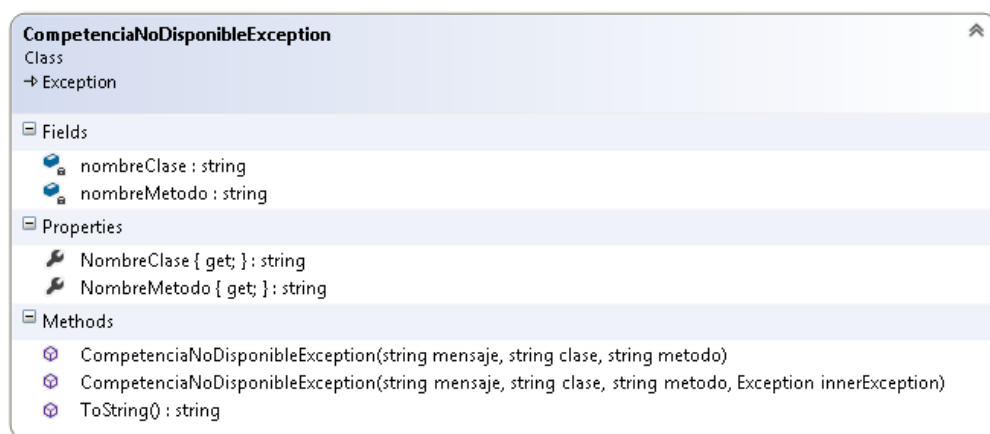 CompetenciaNoDisponibleException
Class
Exception
Fields
nombreClase : string
nombreMetodo : string
Properties
NombreClase { get; } : string
NombreMetodo { get; } : string
Methods
CompetenciaNoDisponibleException(string mensaje, string clase, string metodo)
CompetenciaNoDisponibleException(string mensaje, string clase, string metodo, Exception innerException)
ToString() : string